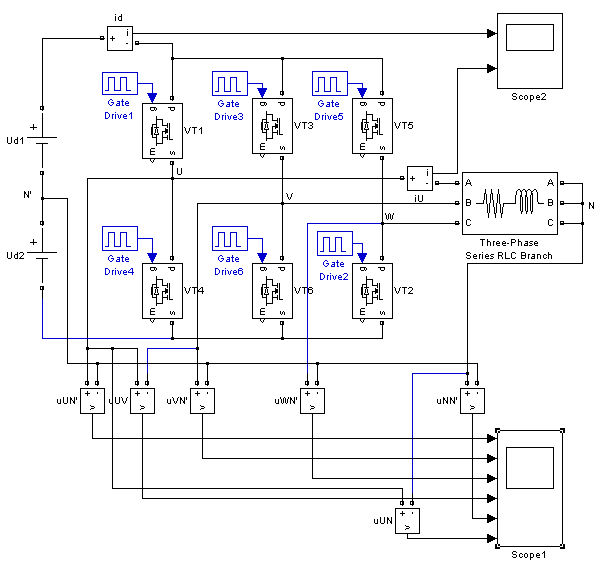 id
i
+
-
Scope2
Gate
Drive1
Gate
Drive3
Gate
Drive5
+
Ud1
g
D
m
S
VT1
g
D
m
S
VT3
g
D
m
S
VT5
U
i
+
-
iU
A
B
C
A
B
C
N
N'
V
W
Three-Phase
Series RLC Branch
+
Ud2
Gate
Drive4
Gate
Drive6
Gate
Drive2
g
D
m
S
VT4
g
D
m
S
VT6
g
D
m
S
VT2
+ -
v
uUN'
+ -
v
uUV
+ -
v
uVN'
+ -
v
uWN'
+ -
v
uNN'
+ -
v
uUN
Scope1